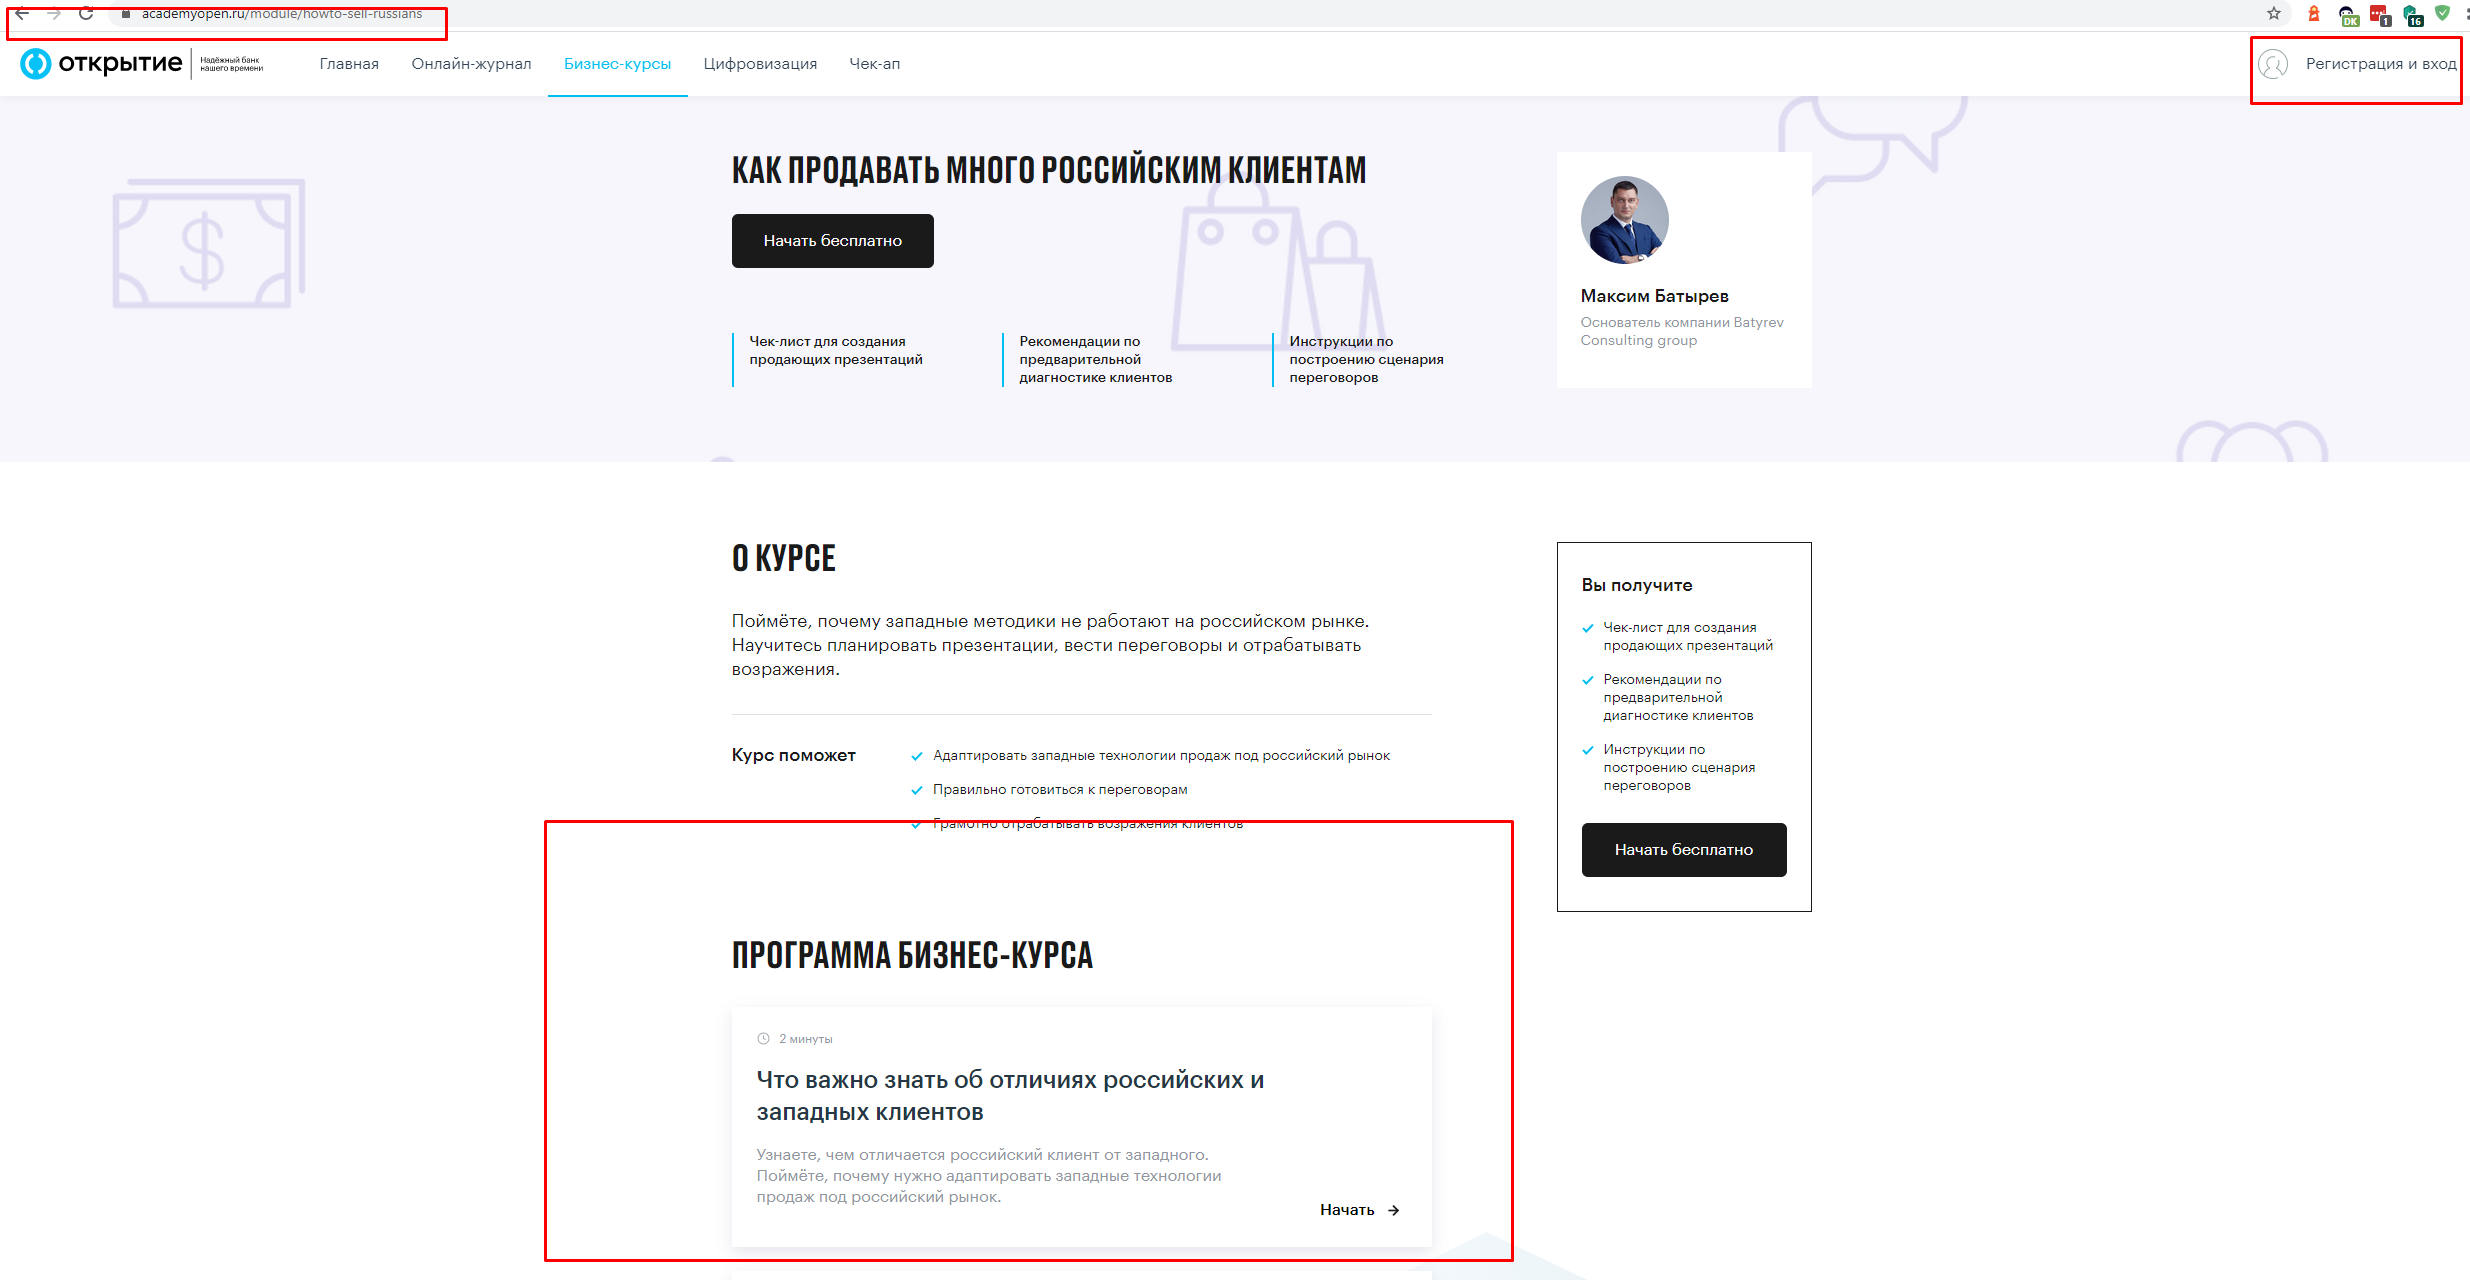 academyopen.ru/module/howto-sell-russians
DK
1
16
открытие
Надёжный банк
нашего времени
Главная
Онлайн-журнал
Бизнес-курсы
Цифровизация
Чек-ап
Регистрация и вход
КАК ПРОДАВАТЬ МНОГО РОССИЙСКИМ КЛИЕНТАМ
Начать бесплатно
Чек-лист для создания
продающих презентаций
Рекомендации по
предварительной
диагностике клиентов
Инструкции по
построению сценария
переговоров
Максим Батырев
Основатель компании Batyrev
Consulting group
О КУРСЕ
Поймёте, почему западные методики не работают на российском рынке.
Научитесь планировать презентации, вести переговоры и отрабатывать
возражения.
Курс поможет
Адаптировать западные технологии продаж под российский рынок
Правильно готовиться к переговорам
Грамотно отрабатывать возражения клиентов
Вы получите
Чек-лист для создания
продающих презентаций
Рекомендации по
предварительной
диагностике клиентов
Инструкции по
построению сценария
переговоров
Начать бесплатно
ПРОГРАММА БИЗНЕС-КУРСА
2 минуты
Что важно знать об отличиях российских и
западных клиентов
Узнаете, чем отличается российский клиент от западного.
Поймёте, почему нужно адаптировать западные технологии
продаж под российский рынок.
Начать